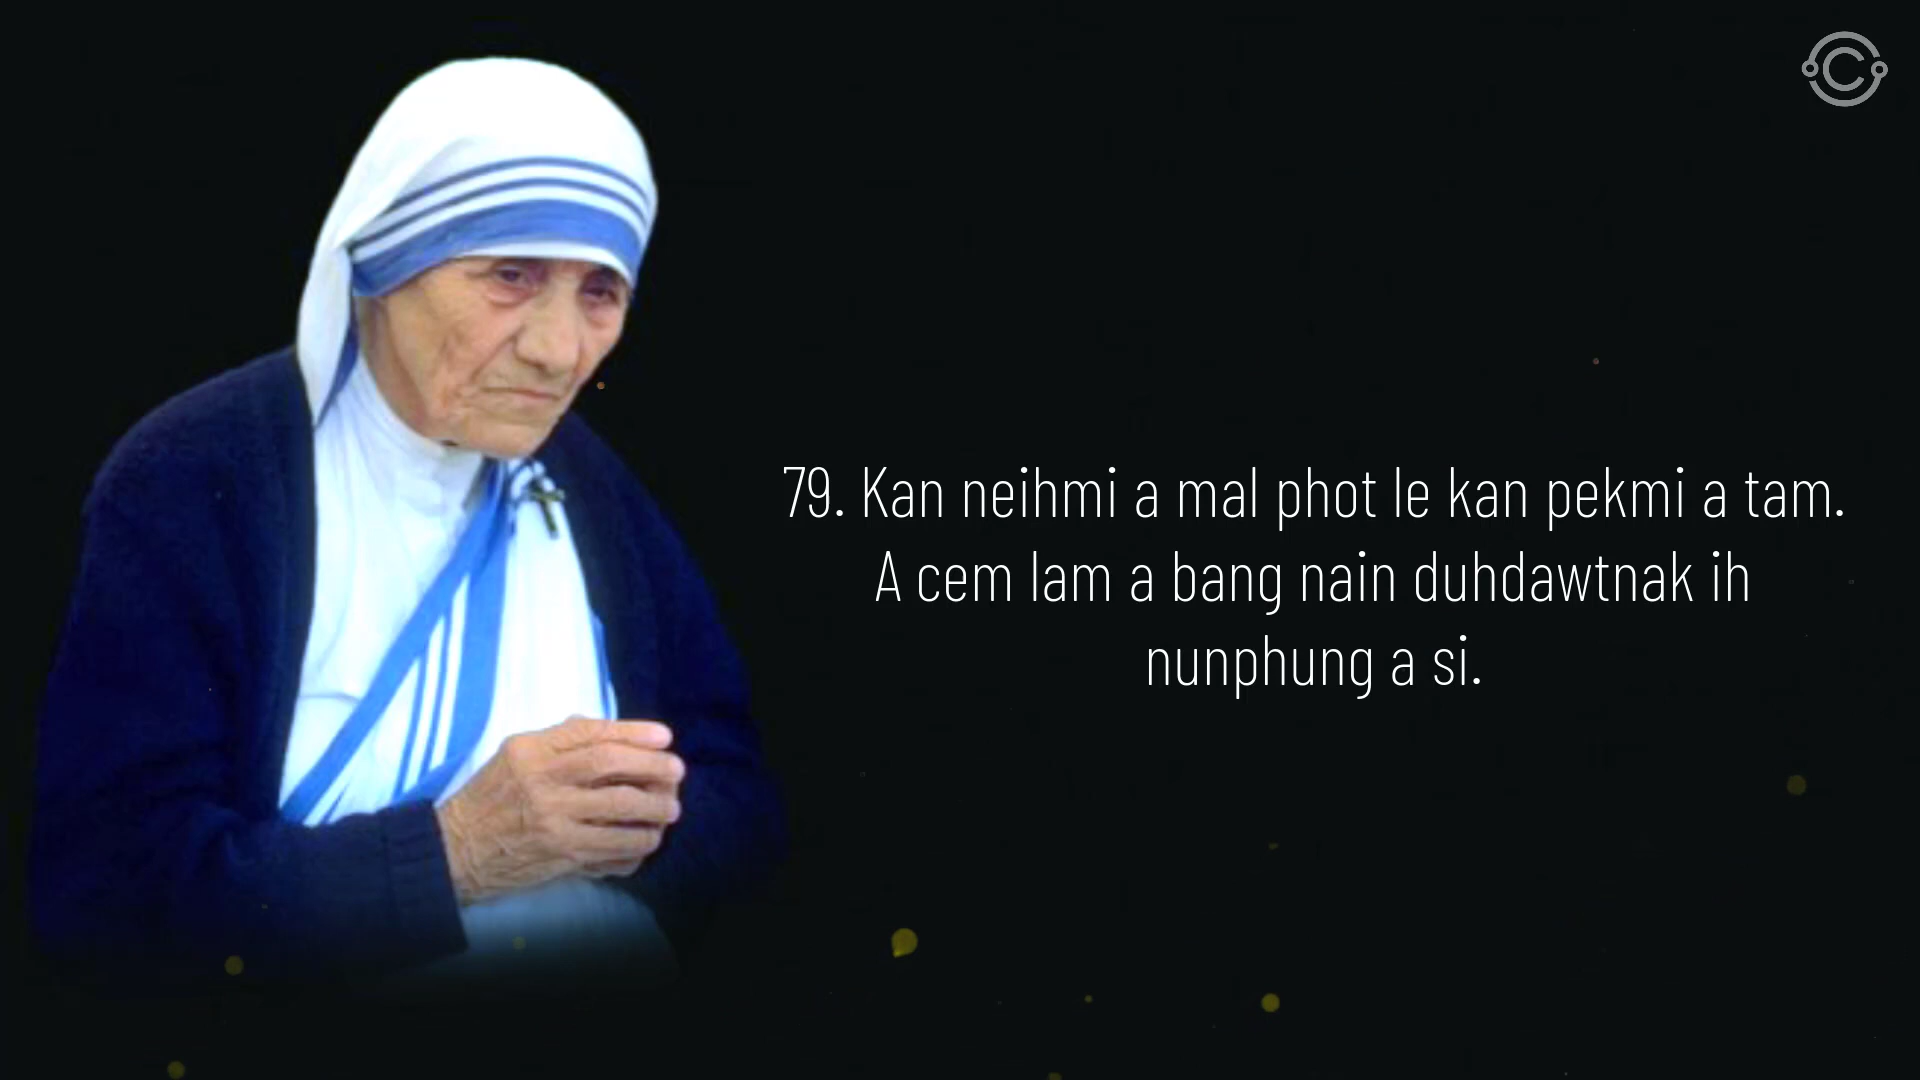 79. Kan neihmi a mal phot le kan pekmi a tam.
A cem lam a bang nain duhdawtnak ih
nunphung a si.